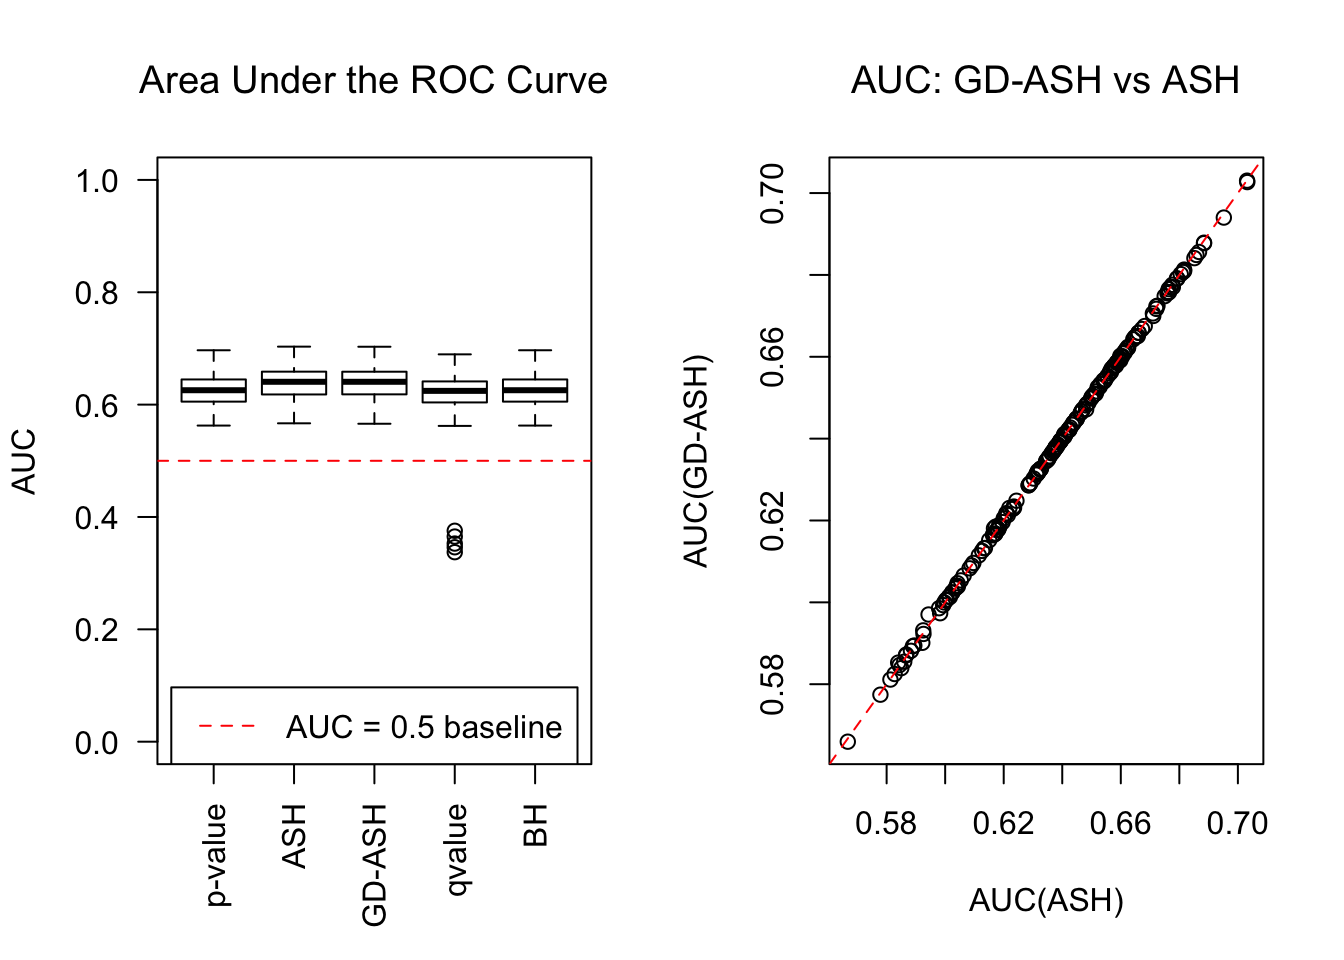 Area Under the ROC Curve
AUC
1.0
0.8
0.6
0.4
0.2
0.0
AUC = 0.5 baseline
p-value
ASH
GD-ASH
qvalue
BH
AUC: GD-ASH vs ASH
AUC(GD-ASH)
0.70
0.66
0.62
0.58
0.58
0.62
0.66
0.70
AUC(ASH)